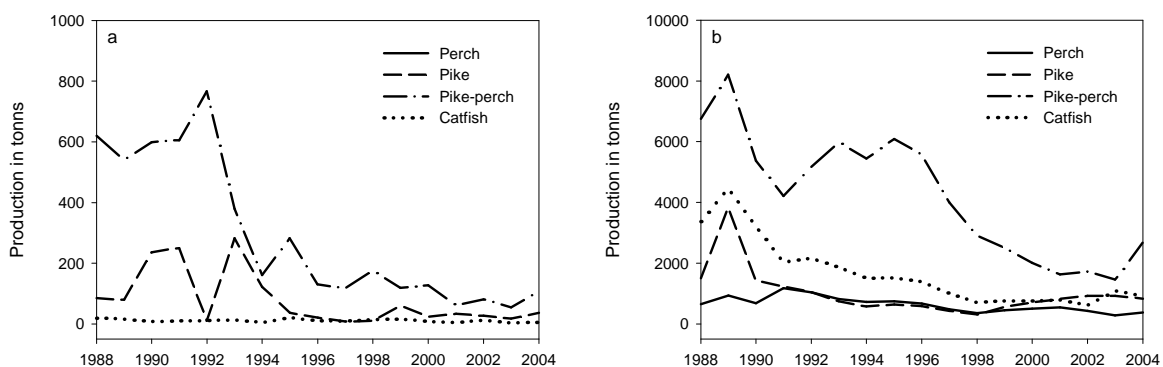 a
Production in tonns
1000
800
600
400
200
0
1988 1990 1992 1994 1996 1998 2000 2002 2004
Perch
Pike
Pike-perch
Catfish
b
Production in tonns
10000
8000
6000
4000
2000
0
1988 1990 1992 1994 1996 1998 2000 2002 2004
Perch
Pike
Pike-perch
Catfish